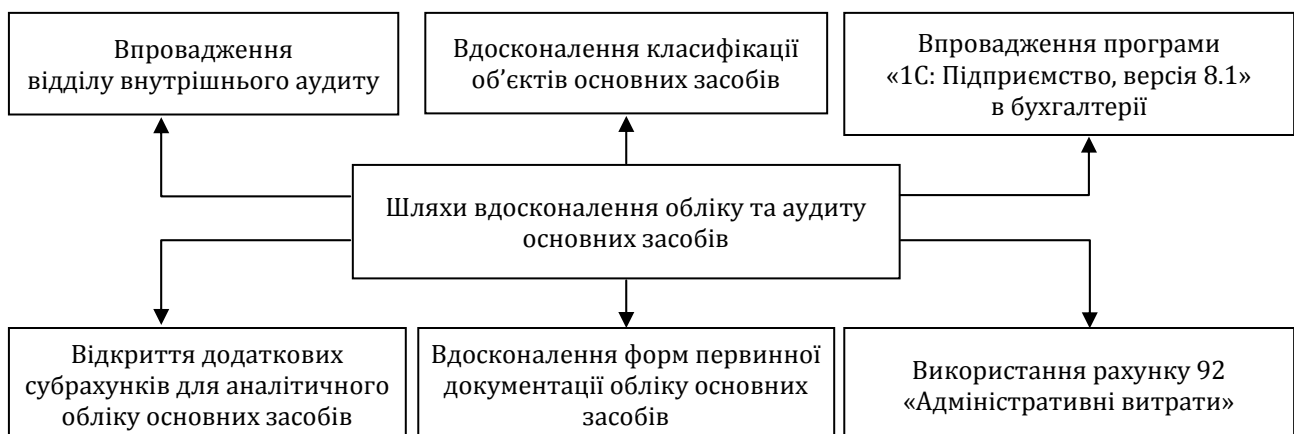 Впровадження
відділу внутрішнього аудиту
Вдосконалення класифікації
об’єктів основних засобів
Впровадження програми
«1С: Підприємство, версія 8.1»
в бухгалтерії
Шляхи вдосконалення обліку та аудиту
основних засобів
Відкриття додаткових
субрахунків для аналітичного
обліку основних засобів
Вдосконалення форм первинної
документації обліку основних
засобів
Використання рахунку 92
«Адміністративні витрати»